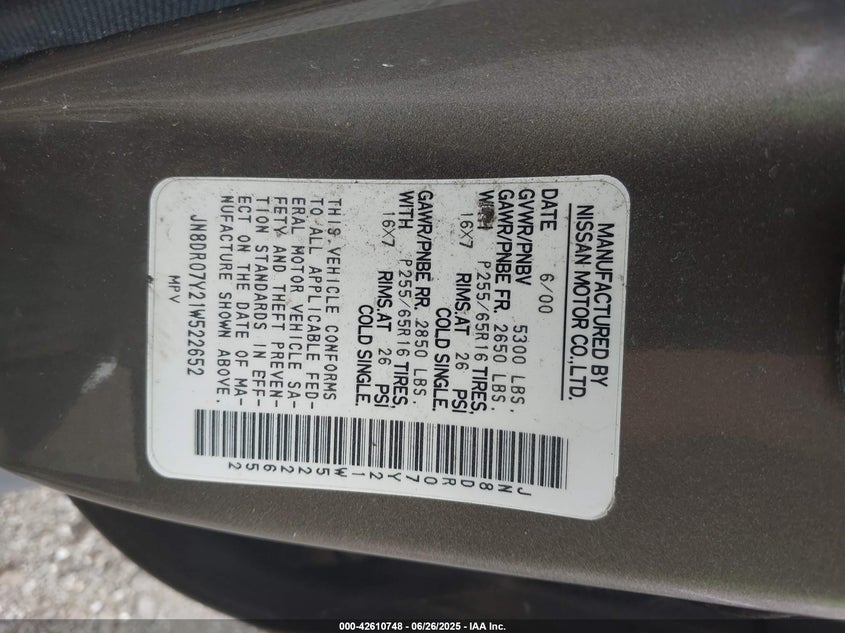 MANUFACTURED BY
NISSAN MOTOR CO.,LTD.
DATE 6/00
GVWR/PNBV 5300 LBS.
GAWR/PNBE FR. 2650 LBS.
WITH P255/65R16 TIRES,
16X7 RIMS.AT 26 PSI
COLD SINGLE.
GAWR/PNBE RR. 2850 LBS.
WITH P255/65R16 TIRES,
16X7 RIMS.AT 26 PSI
COLD SINGLE.
THIS VEHICLE CONFORMS
TO ALL APPLICABLE FED-
ERAL MOTOR VEHICLE SA-
FETY AND THEFT PREVEN-
TION STANDARDS IN EFF-
ECT ON THE DATE OF MA-
NUFACTURE SHOWN ABOVE.
JN8DR07Y21W522652
MPV
JN8DR07Y21W522652
000-42610748 - 06/26/2025 - IAA Inc.